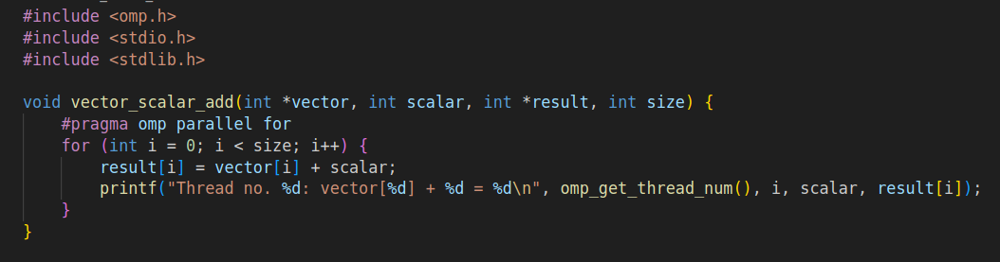 #include <omp.h>
#include <stdio.h>
#include <stdlib.h>
void vector_scalar_add(int *vector, int scalar, int *result, int size) {
#pragma omp parallel for
for (int i = 0; i < size; i++) {
result[i] = vector[i] + scalar;
printf("Thread no. %d: vector[%d] + %d = %d\n", omp_get_thread_num(), i, scalar, result[i]);
}
}